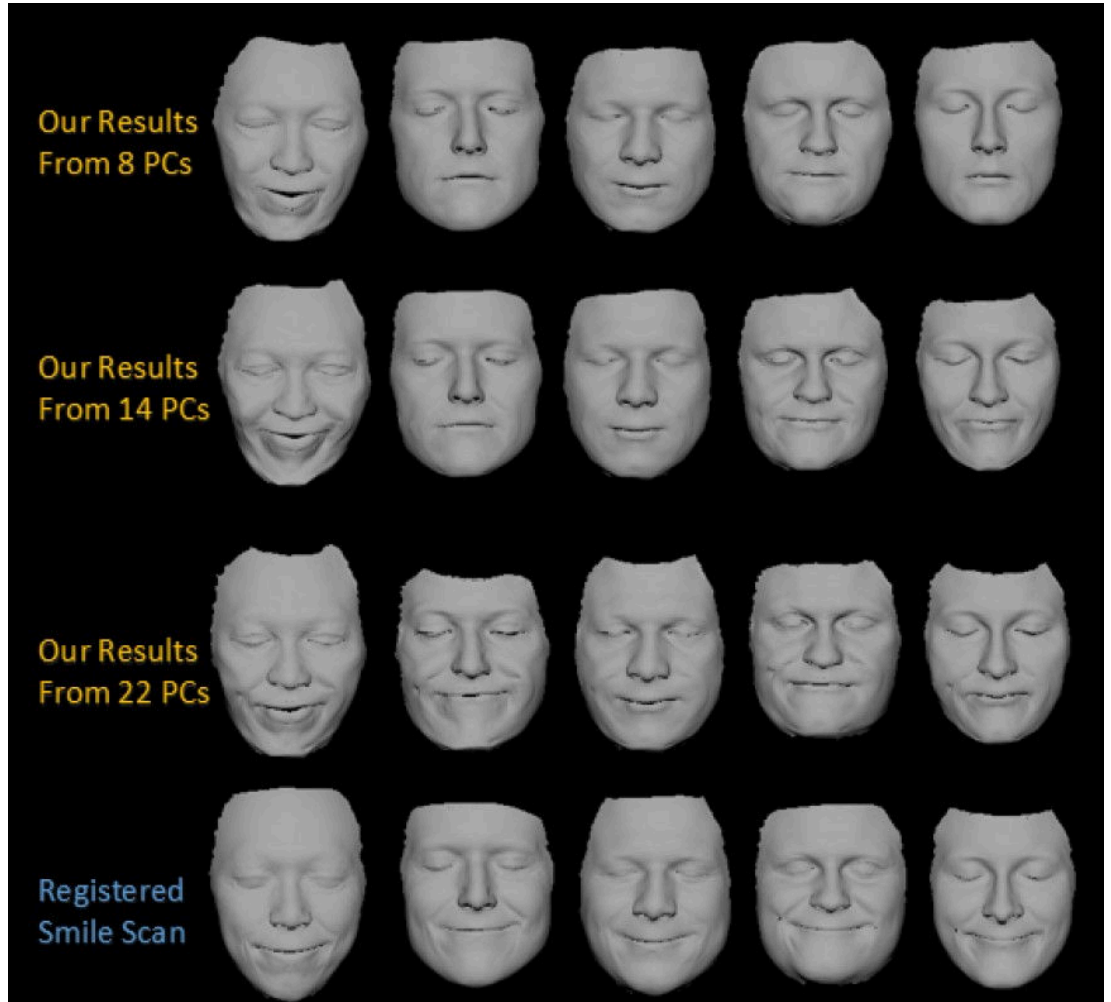 Our Results
From 8 PCs
Our Results
From 14 PCs
Our Results
From 22 PCs
Registered
Smile Scan